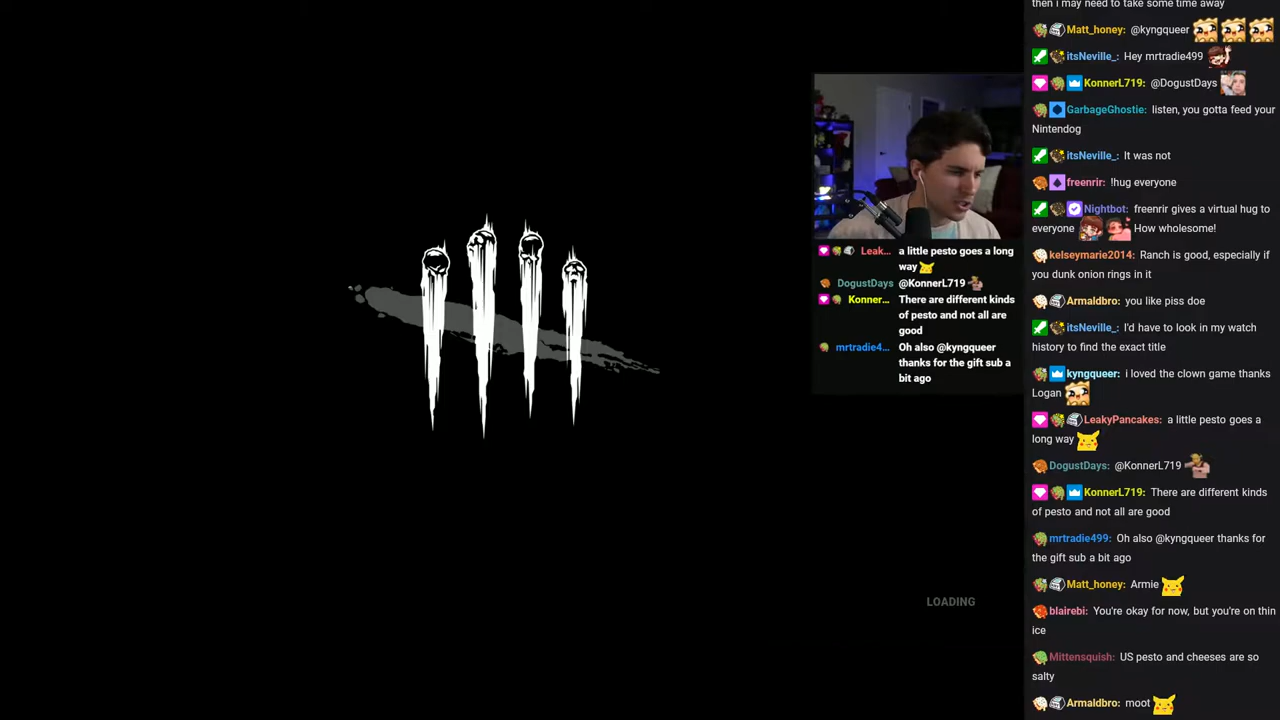 Leak... a little pesto goes a long
way
DogustDays @KonnerL719
Konner... There are different kinds
of pesto and not all are
good
mrtradie4... Oh also @kyngqueer
thanks for the gift sub a
bit ago
LOADING
then i may need to take some time away
Matt_honey: @kyngqueer
itsNeville_: Hey mrtradie499
KonnerL719: @DogustDays
GarbageGhostie: listen, you gotta feed your
Nintendog
itsNeville_: It was not
freenrir: !hug everyone
Nightbot: freenrir gives a virtual hug to
everyone How wholesome!
kelseymarie2014: Ranch is good, especially if
you dunk onion rings in it
Armaldbro: you like piss doe
itsNeville_: I'd have to look in my watch
history to find the exact title
kyngqueer: i loved the clown game thanks
Logan
LeakyPancakes: a little pesto goes a
long way
DogustDays: @KonnerL719
KonnerL719: There are different kinds
of pesto and not all are good
mrtradie499: Oh also @kyngqueer thanks for
the gift sub a bit ago
Matt_honey: Armie
blairebi: You're okay for now, but you're on thin
ice
Mittensquish: US pesto and cheeses are so
salty
Armaldbro: moot